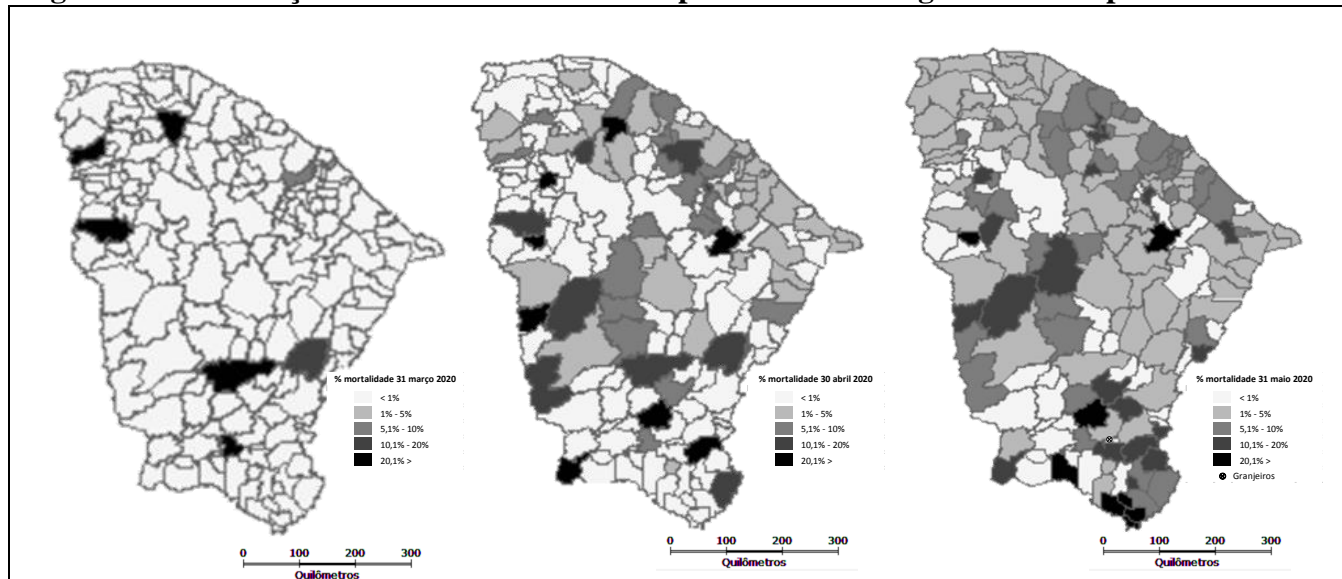 % mortalidade 31 março 2020
< 1%
1% - 5%
5,1% - 10%
10,1% - 20%
20,1% >
0 100 200 300
Quilômetros
% mortalidade 30 abril 2020
< 1%
1% - 5%
5,1% - 10%
10,1% - 20%
20,1% >
0 100 200 300
Quilômetros
% mortalidade 31 maio 2020
< 1%
1% - 5%
5,1% - 10%
10,1% - 20%
20,1% >
Granjeiros
0 100 200 300
Quilômetros